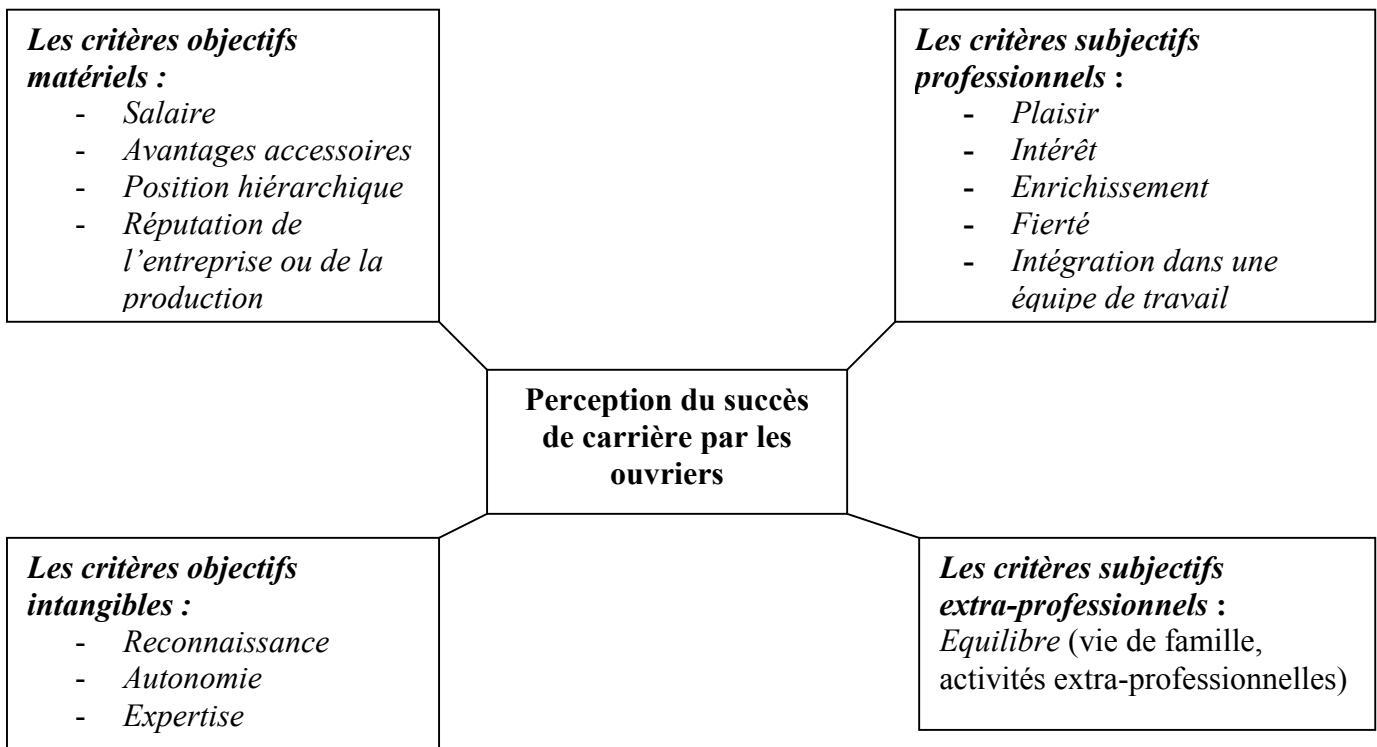 Les critères objectifs
matériels :
- Salaire
- Avantages accessoires
- Position hiérarchique
- Réputation de
l’entreprise ou de la
production
Les critères subjectifs
professionnels :
- Plaisir
- Intérêt
- Enrichissement
- Fierté
- Intégration dans une
équipe de travail
Perception du succès
de carrière par les
ouvriers
Les critères objectifs
intangibles :
- Reconnaissance
- Autonomie
- Expertise
Les critères subjectifs
extra-professionnels :
Equilibre (vie de famille,
activités extra-professionnelles)